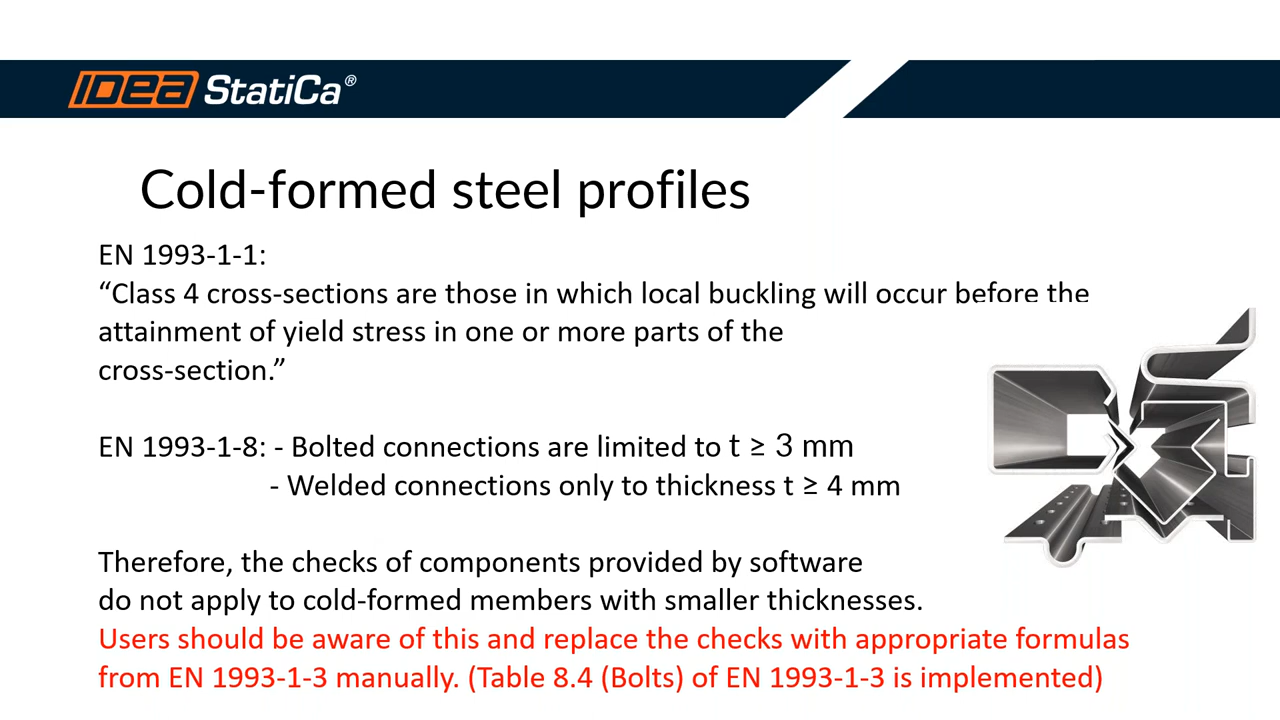 IDEA StatiCa®
Cold-formed steel profiles
EN 1993-1-1:
“Class 4 cross-sections are those in which local buckling will occur before the
attainment of yield stress in one or more parts of the
cross-section.”
EN 1993-1-8: - Bolted connections are limited to t ≥ 3 mm
- Welded connections only to thickness t ≥ 4 mm
Therefore, the checks of components provided by software
do not apply to cold-formed members with smaller thicknesses.
Users should be aware of this and replace the checks with appropriate formulas
from EN 1993-1-3 manually. (Table 8.4 (Bolts) of EN 1993-1-3 is implemented)